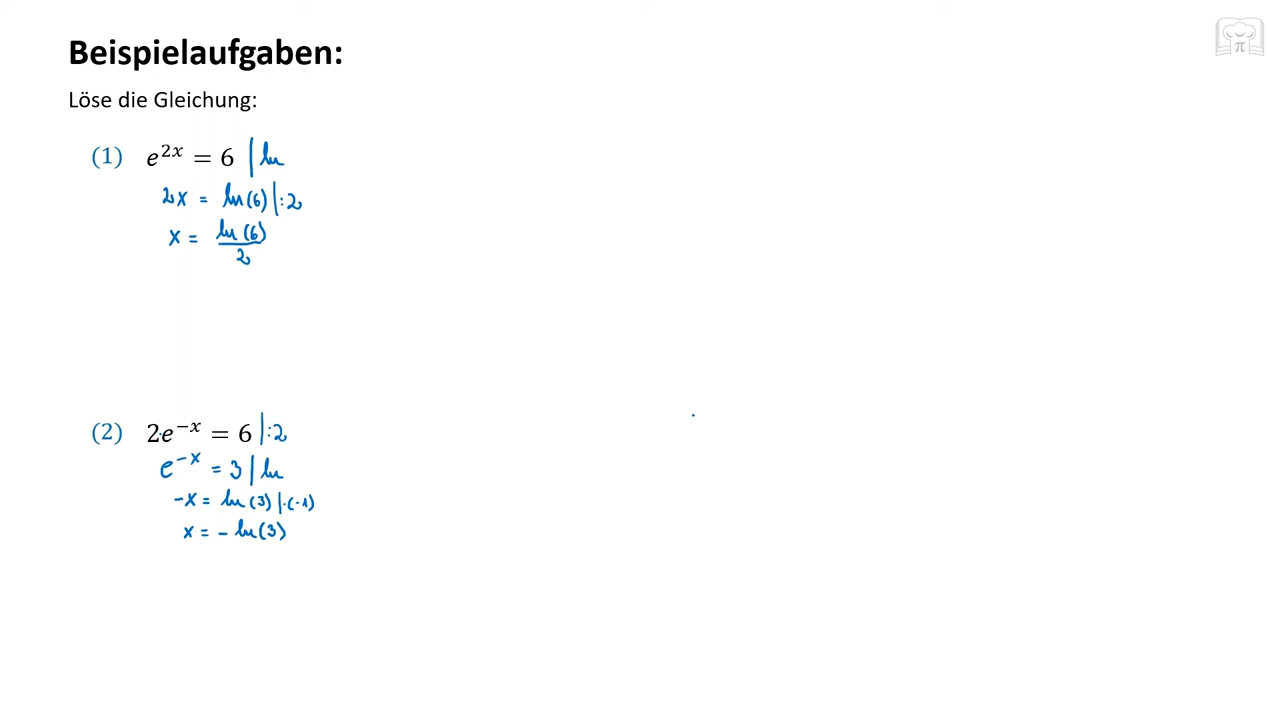 Beispielaufgaben:
Löse die Gleichung:
(1) e^{2x} = 6 | ln
2x = ln(6) | :2
x = ln(6)/2
(2) 2e^{-x} = 6 | :2
e^{-x} = 3 | ln
-x = ln(3) | ·(-1)
x = - ln(3)
π